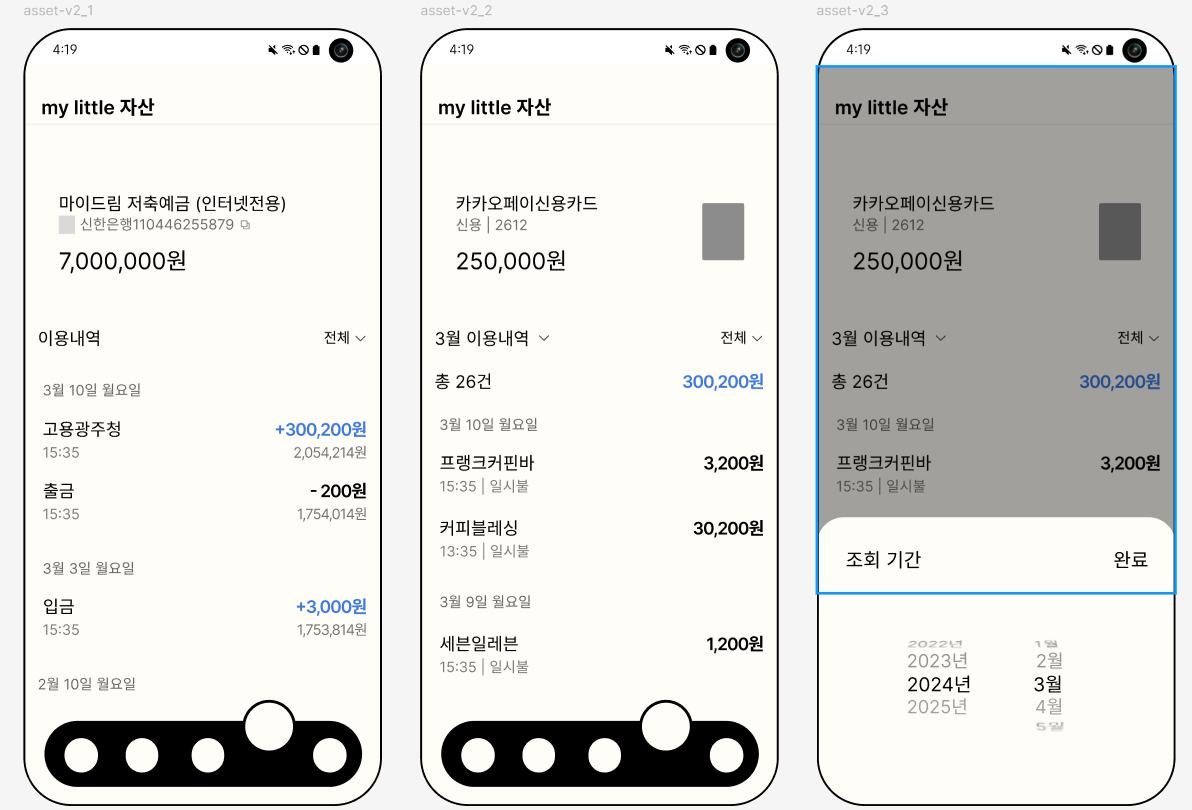 asset-v2_1
4:19
my little 자산
마이드림 저축예금 (인터넷전용)
신한은행110446255879
7,000,000원
이용내역
전체
3월 10일 월요일
고용광주청
+300,200원
15:35
2,054,214원
출금
- 200원
15:35
1,754,014원
3월 3일 월요일
입금
+3,000원
15:35
1,753,814원
2월 10일 월요일
asset-v2_2
4:19
my little 자산
카카오페이신용카드
신용 | 2612
250,000원
3월 이용내역
전체
총 26건
300,200원
3월 10일 월요일
프랭크커핀바
3,200원
15:35 | 일시불
커피블레싱
30,200원
13:35 | 일시불
3월 9일 월요일
세븐일레븐
1,200원
15:35 | 일시불
asset-v2_3
4:19
my little 자산
카카오페이신용카드
신용 | 2612
250,000원
3월 이용내역
전체
총 26건
300,200원
3월 10일 월요일
프랭크커핀바
3,200원
15:35 | 일시불
조회 기간
완료
2022년 1월
2023년 2월
2024년 3월
2025년 4월
5월